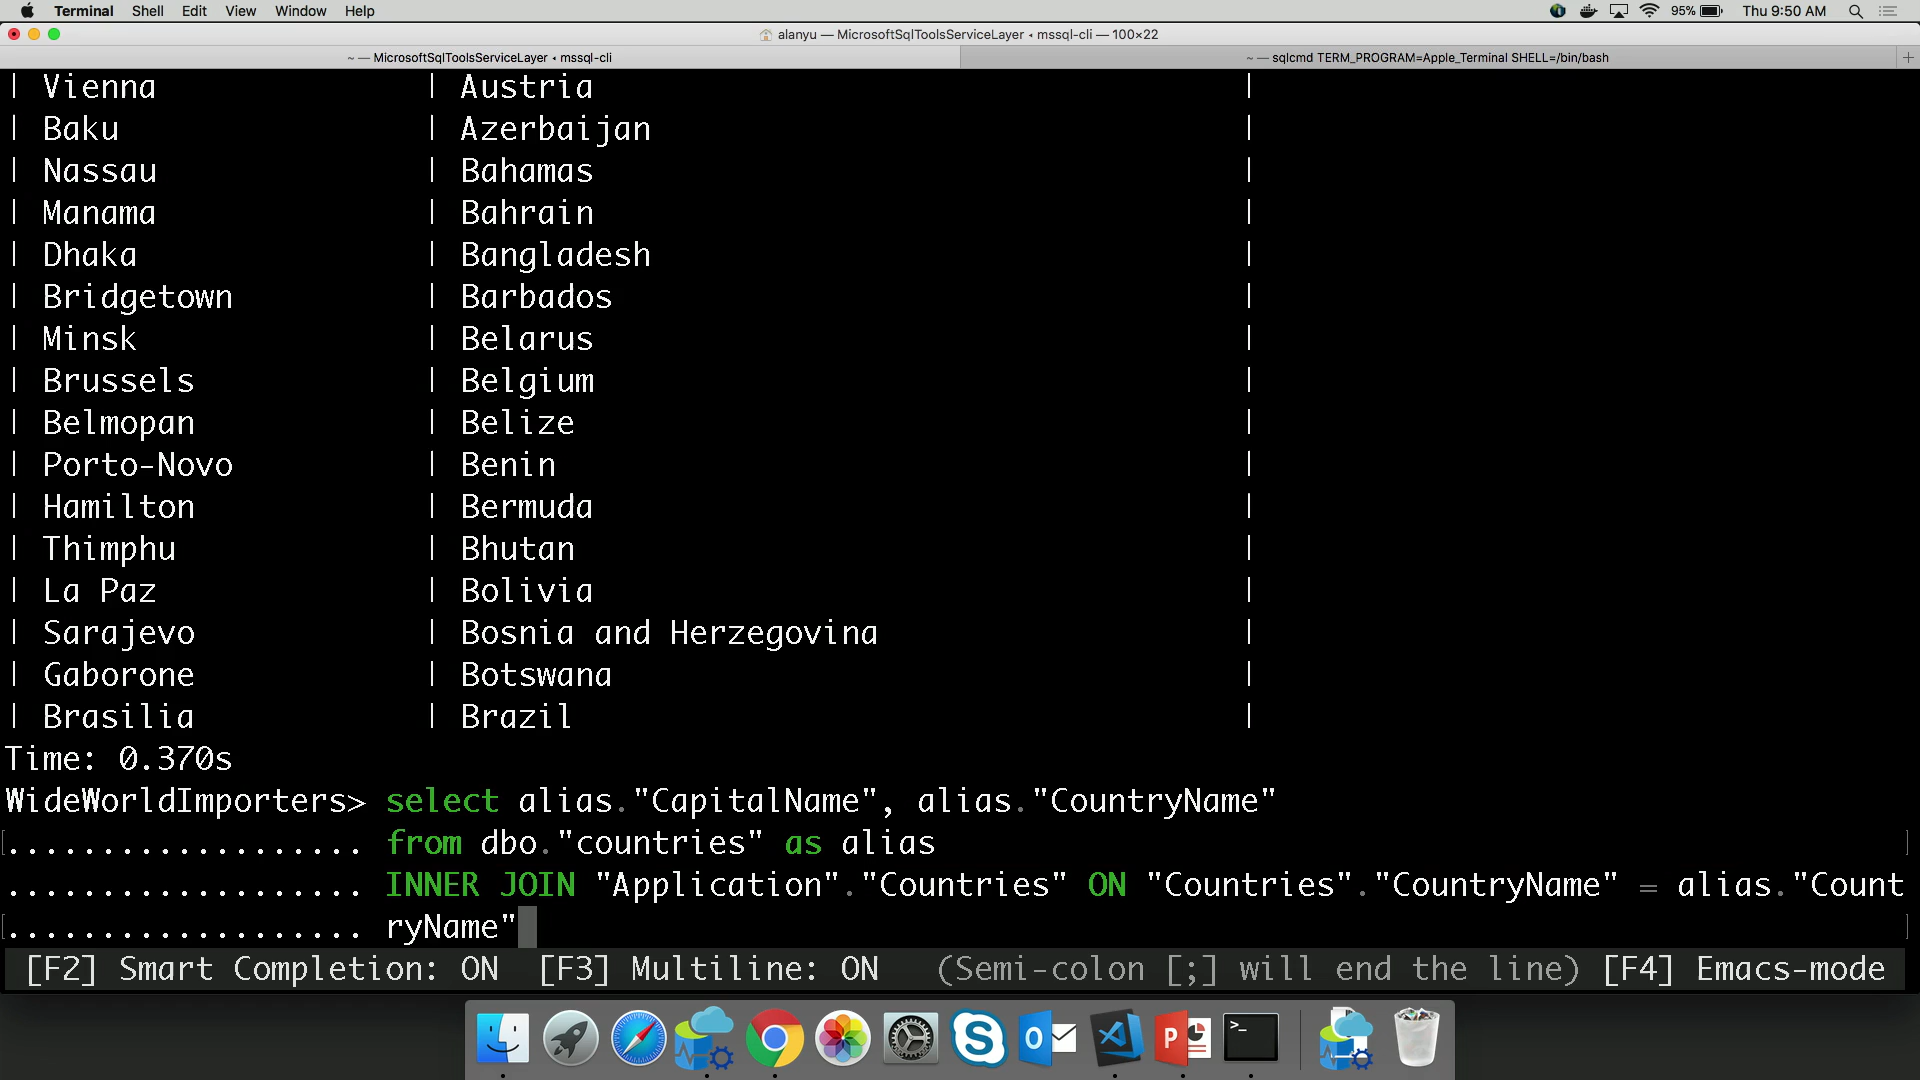 Terminal Shell Edit View Window Help 95% Thu 9:50 AM
alanyu — MicrosoftSqlToolsServiceLayer ◂ mssql-cli — 100×22
~ — MicrosoftSqlToolsServiceLayer ◂ mssql-cli ~ — sqlcmd TERM_PROGRAM=Apple_Terminal SHELL=/bin/bash +
| Vienna | Austria |
| Baku | Azerbaijan |
| Nassau | Bahamas |
| Manama | Bahrain |
| Dhaka | Bangladesh |
| Bridgetown | Barbados |
| Minsk | Belarus |
| Brussels | Belgium |
| Belmopan | Belize |
| Porto-Novo | Benin |
| Hamilton | Bermuda |
| Thimphu | Bhutan |
| La Paz | Bolivia |
| Sarajevo | Bosnia and Herzegovina |
| Gaborone | Botswana |
| Brasilia | Brazil |
Time: 0.370s
WideWorldImporters> select alias."CapitalName", alias."CountryName"
................... from dbo."countries" as alias
................... INNER JOIN "Application"."Countries" ON "Countries"."CountryName" = alias."Count
................... ryName"
[F2] Smart Completion: ON [F3] Multiline: ON (Semi-colon [;] will end the line) [F4] Emacs-mode